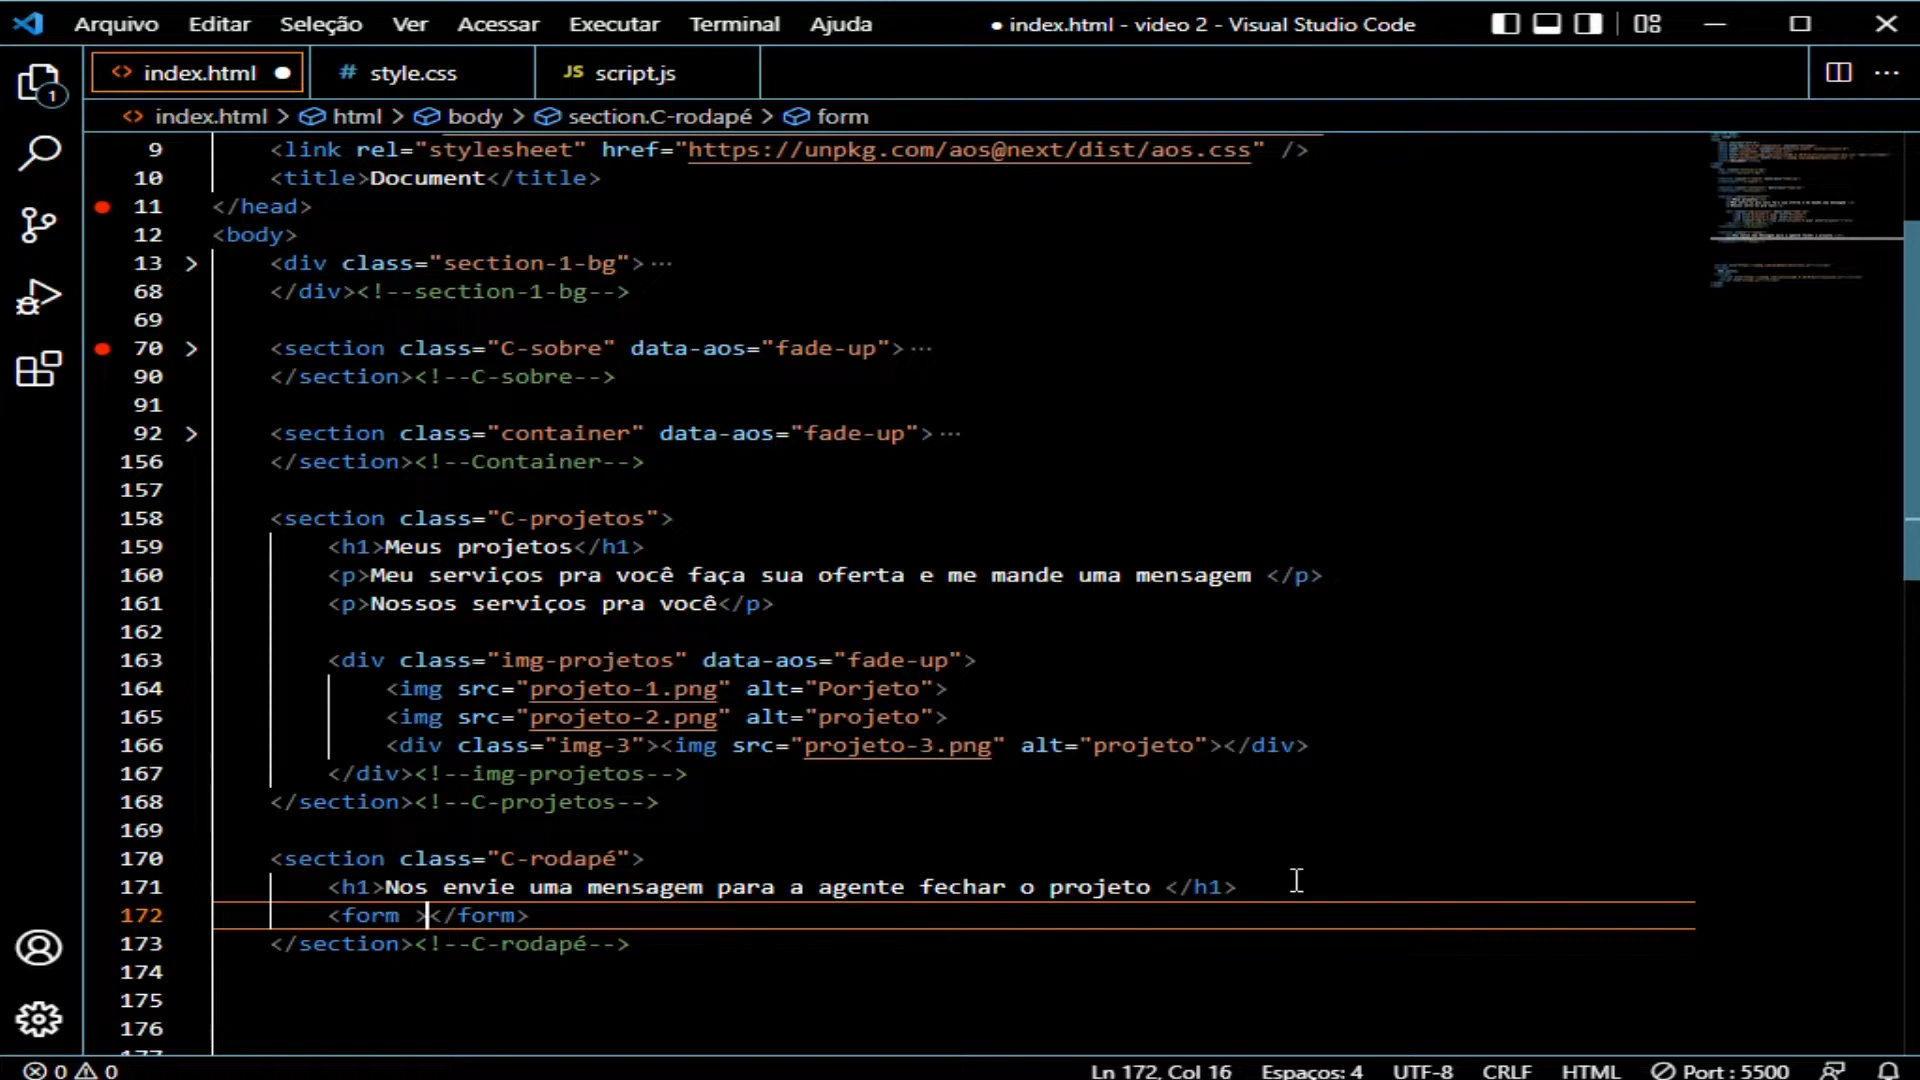 Arquivo Editar Seleção Ver Acessar Executar Terminal Ajuda ● index.html - video 2 - Visual Studio Code
<> index.html ● # style.css JS script.js
<> index.html > html > body > section.C-rodapé > form
1
9 <link rel="stylesheet" href="https://unpkg.com/aos@next/dist/aos.css" />
10 <title>Document</title>
11 </head>
12 <body>
13 <div class="section-1-bg">···
68 </div><!--section-1-bg-->
69
70 <section class="C-sobre" data-aos="fade-up">···
90 </section><!--C-sobre-->
91
92 <section class="container" data-aos="fade-up">···
156 </section><!--Container-->
157
158 <section class="C-projetos">
159 <h1>Meus projetos</h1>
160 <p>Meu serviços pra você faça sua oferta e me mande uma mensagem </p>
161 <p>Nossos serviços pra você</p>
162
163 <div class="img-projetos" data-aos="fade-up">
164 <img src="projeto-1.png" alt="Porjeto">
165 <img src="projeto-2.png" alt="projeto">
166 <div class="img-3"><img src="projeto-3.png" alt="projeto"></div>
167 </div><!--img-projetos-->
168 </section><!--C-projetos-->
169
170 <section class="C-rodapé">
171 <h1>Nos envie uma mensagem para a agente fechar o projeto </h1>
172 <form ></form>
173 </section><!--C-rodapé-->
174
175
176
177
0 0 Ln 172, Col 16 Espaços: 4 UTF-8 CRLF HTML Port : 5500